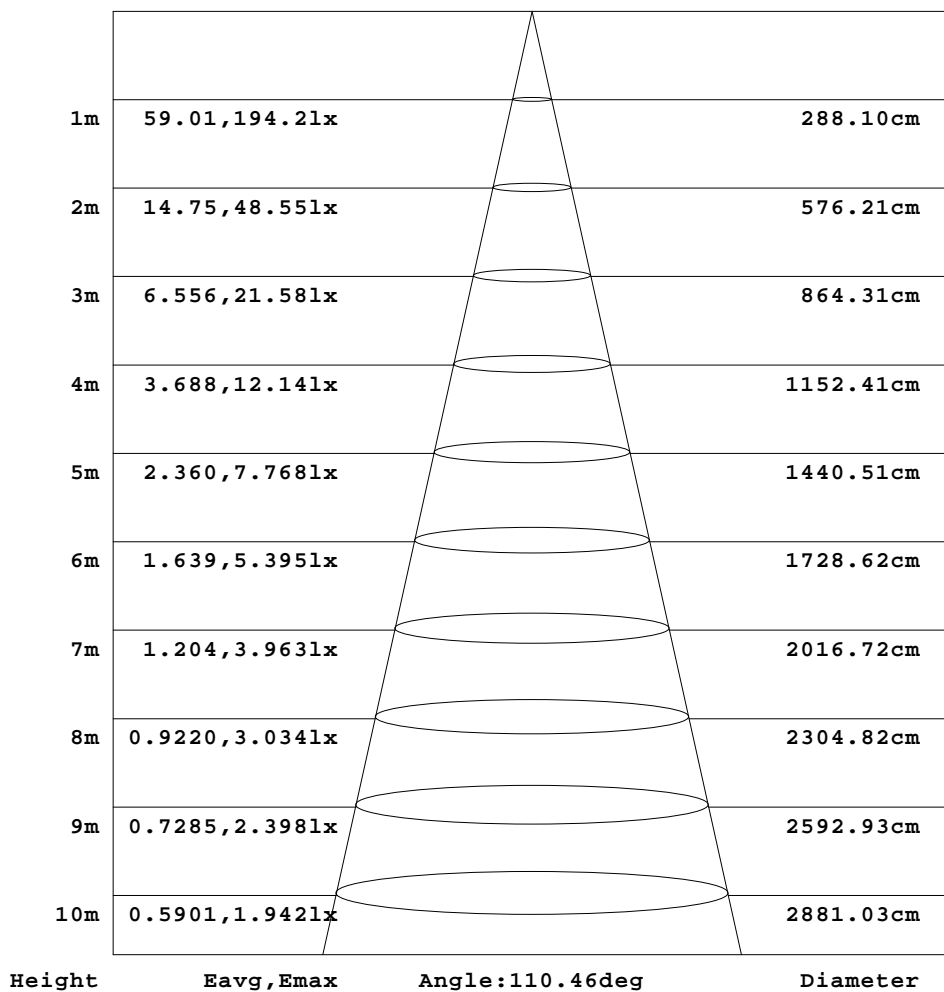 1m 59.01,194.2lx 288.10cm
2m 14.75,48.55lx 576.21cm
3m 6.556,21.58lx 864.31cm
4m 3.688,12.14lx 1152.41cm
5m 2.360,7.768lx 1440.51cm
6m 1.639,5.395lx 1728.62cm
7m 1.204,3.963lx 2016.72cm
8m 0.9220,3.034lx 2304.82cm
9m 0.7285,2.398lx 2592.93cm
10m 0.5901,1.942lx 2881.03cm
Height Eavg,Emax Angle:110.46deg Diameter